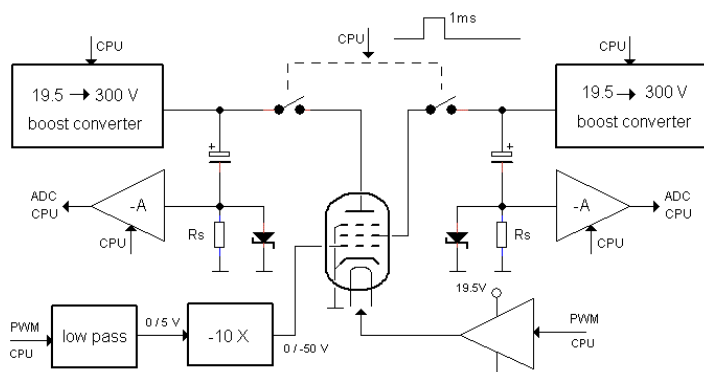 CPU
CPU
1ms
CPU
19.5 → 300 V
boost converter
19.5 → 300 V
boost converter
+
+
ADC
CPU
-A
CPU
Rs
Rs
-A
CPU
ADC
CPU
PWM
CPU
low pass
0 / 5 V
-10 X
0 / -50 V
19.5V
PWM
CPU